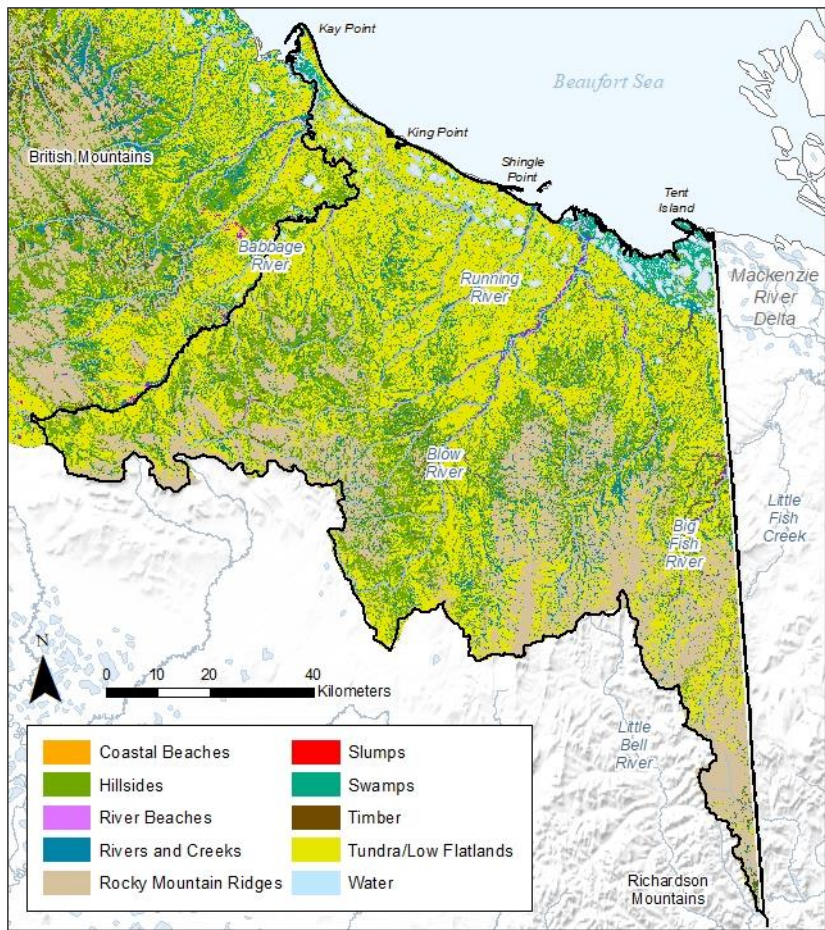 Kay Point
Beaufort Sea
King Point
British Mountains
Shingle
Point
Tent
Island
Babbage
River
Running
River
Mackenzie
River
Delta
Blow
River
Little
Fish
Creek
Big
Fish
River
N
0 10 20 40
Kilometers
Little
Bell
River
Coastal Beaches
Hillsides
River Beaches
Rivers and Creeks
Rocky Mountain Ridges
Slumps
Swamps
Timber
Tundra/Low Flatlands
Water
Richardson
Mountains